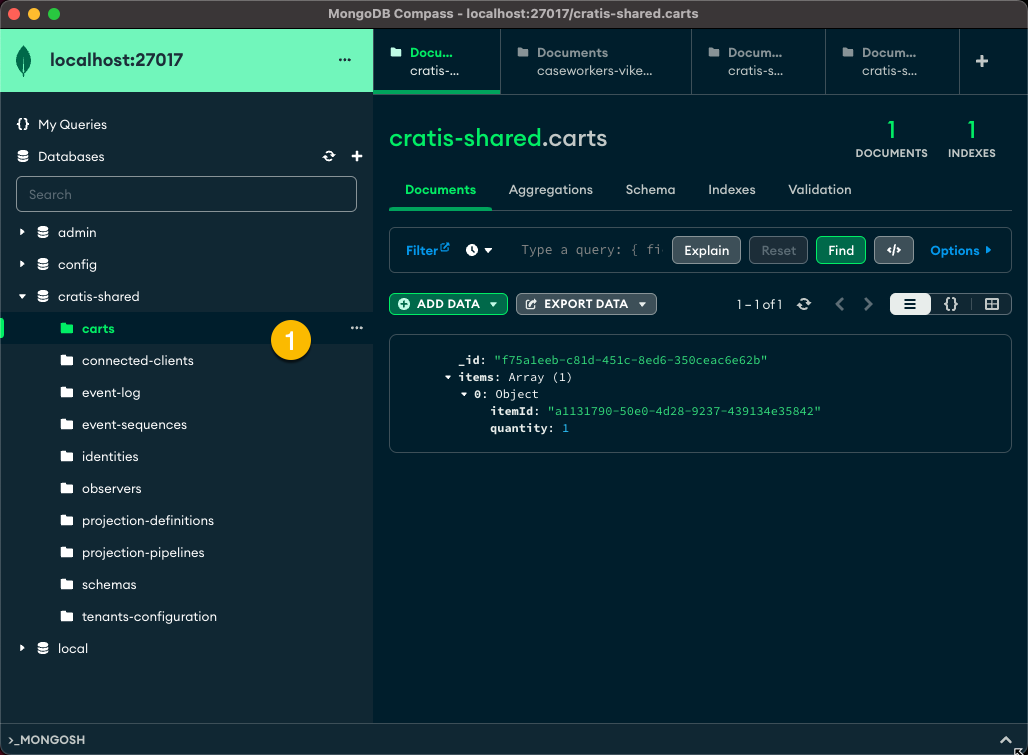 MongoDB Compass - localhost:27017/cratis-shared.carts
localhost:27017
...
{} My Queries
Databases
Search
admin
config
cratis-shared
carts
...
1
connected-clients
event-log
event-sequences
identities
observers
projection-definitions
projection-pipelines
schemas
tenants-configuration
local
Docu...
cratis-...
Documents
caseworkers-vike...
Docum...
cratis-s...
Docum...
cratis-s...
+
cratis-shared.carts
1
DOCUMENTS
1
INDEXES
Documents Aggregations Schema Indexes Validation
Filter Type a query: { fi Explain Reset Find </> Options
ADD DATA EXPORT DATA 1 – 1 of 1 {}
_id: "f75a1eeb-c81d-451c-8ed6-350ceac6e62b"
items: Array (1)
0: Object
itemId: "a1131790-50e0-4d28-9237-439134e35842"
quantity: 1
>_MONGOSH